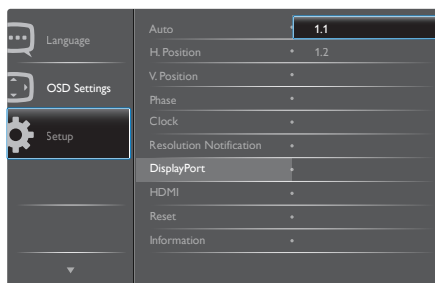 Language
OSD Settings
Setup
Auto
H. Position
V. Position
Phase
Clock
Resolution Notification
DisplayPort
HDMI
Reset
Information
1.1
1.2